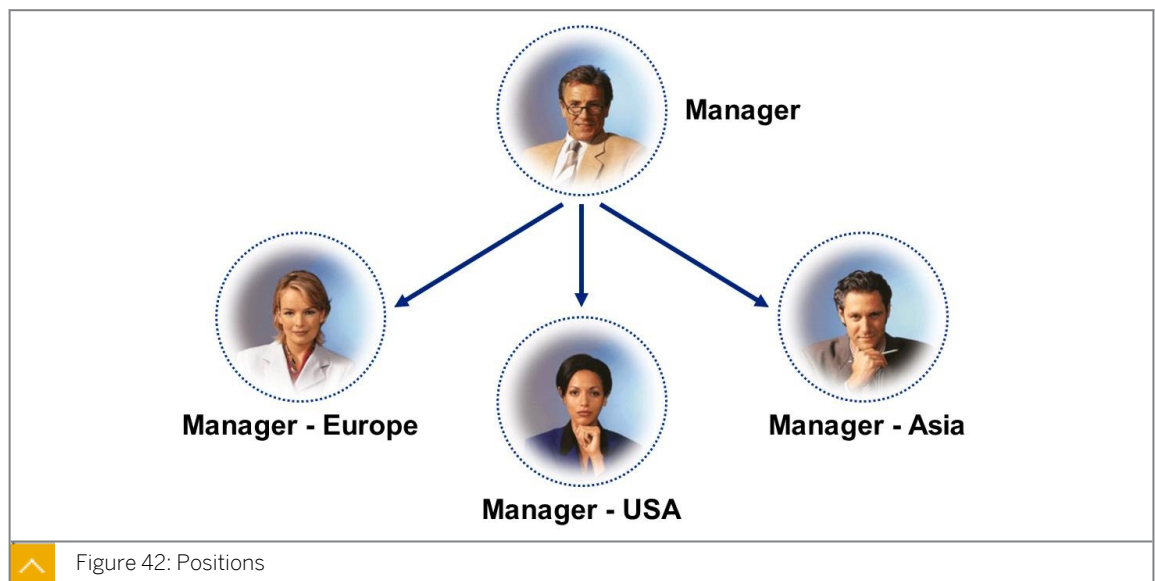 Manager
Manager - Europe
Manager - Asia
Manager - USA
Figure 42: Positions